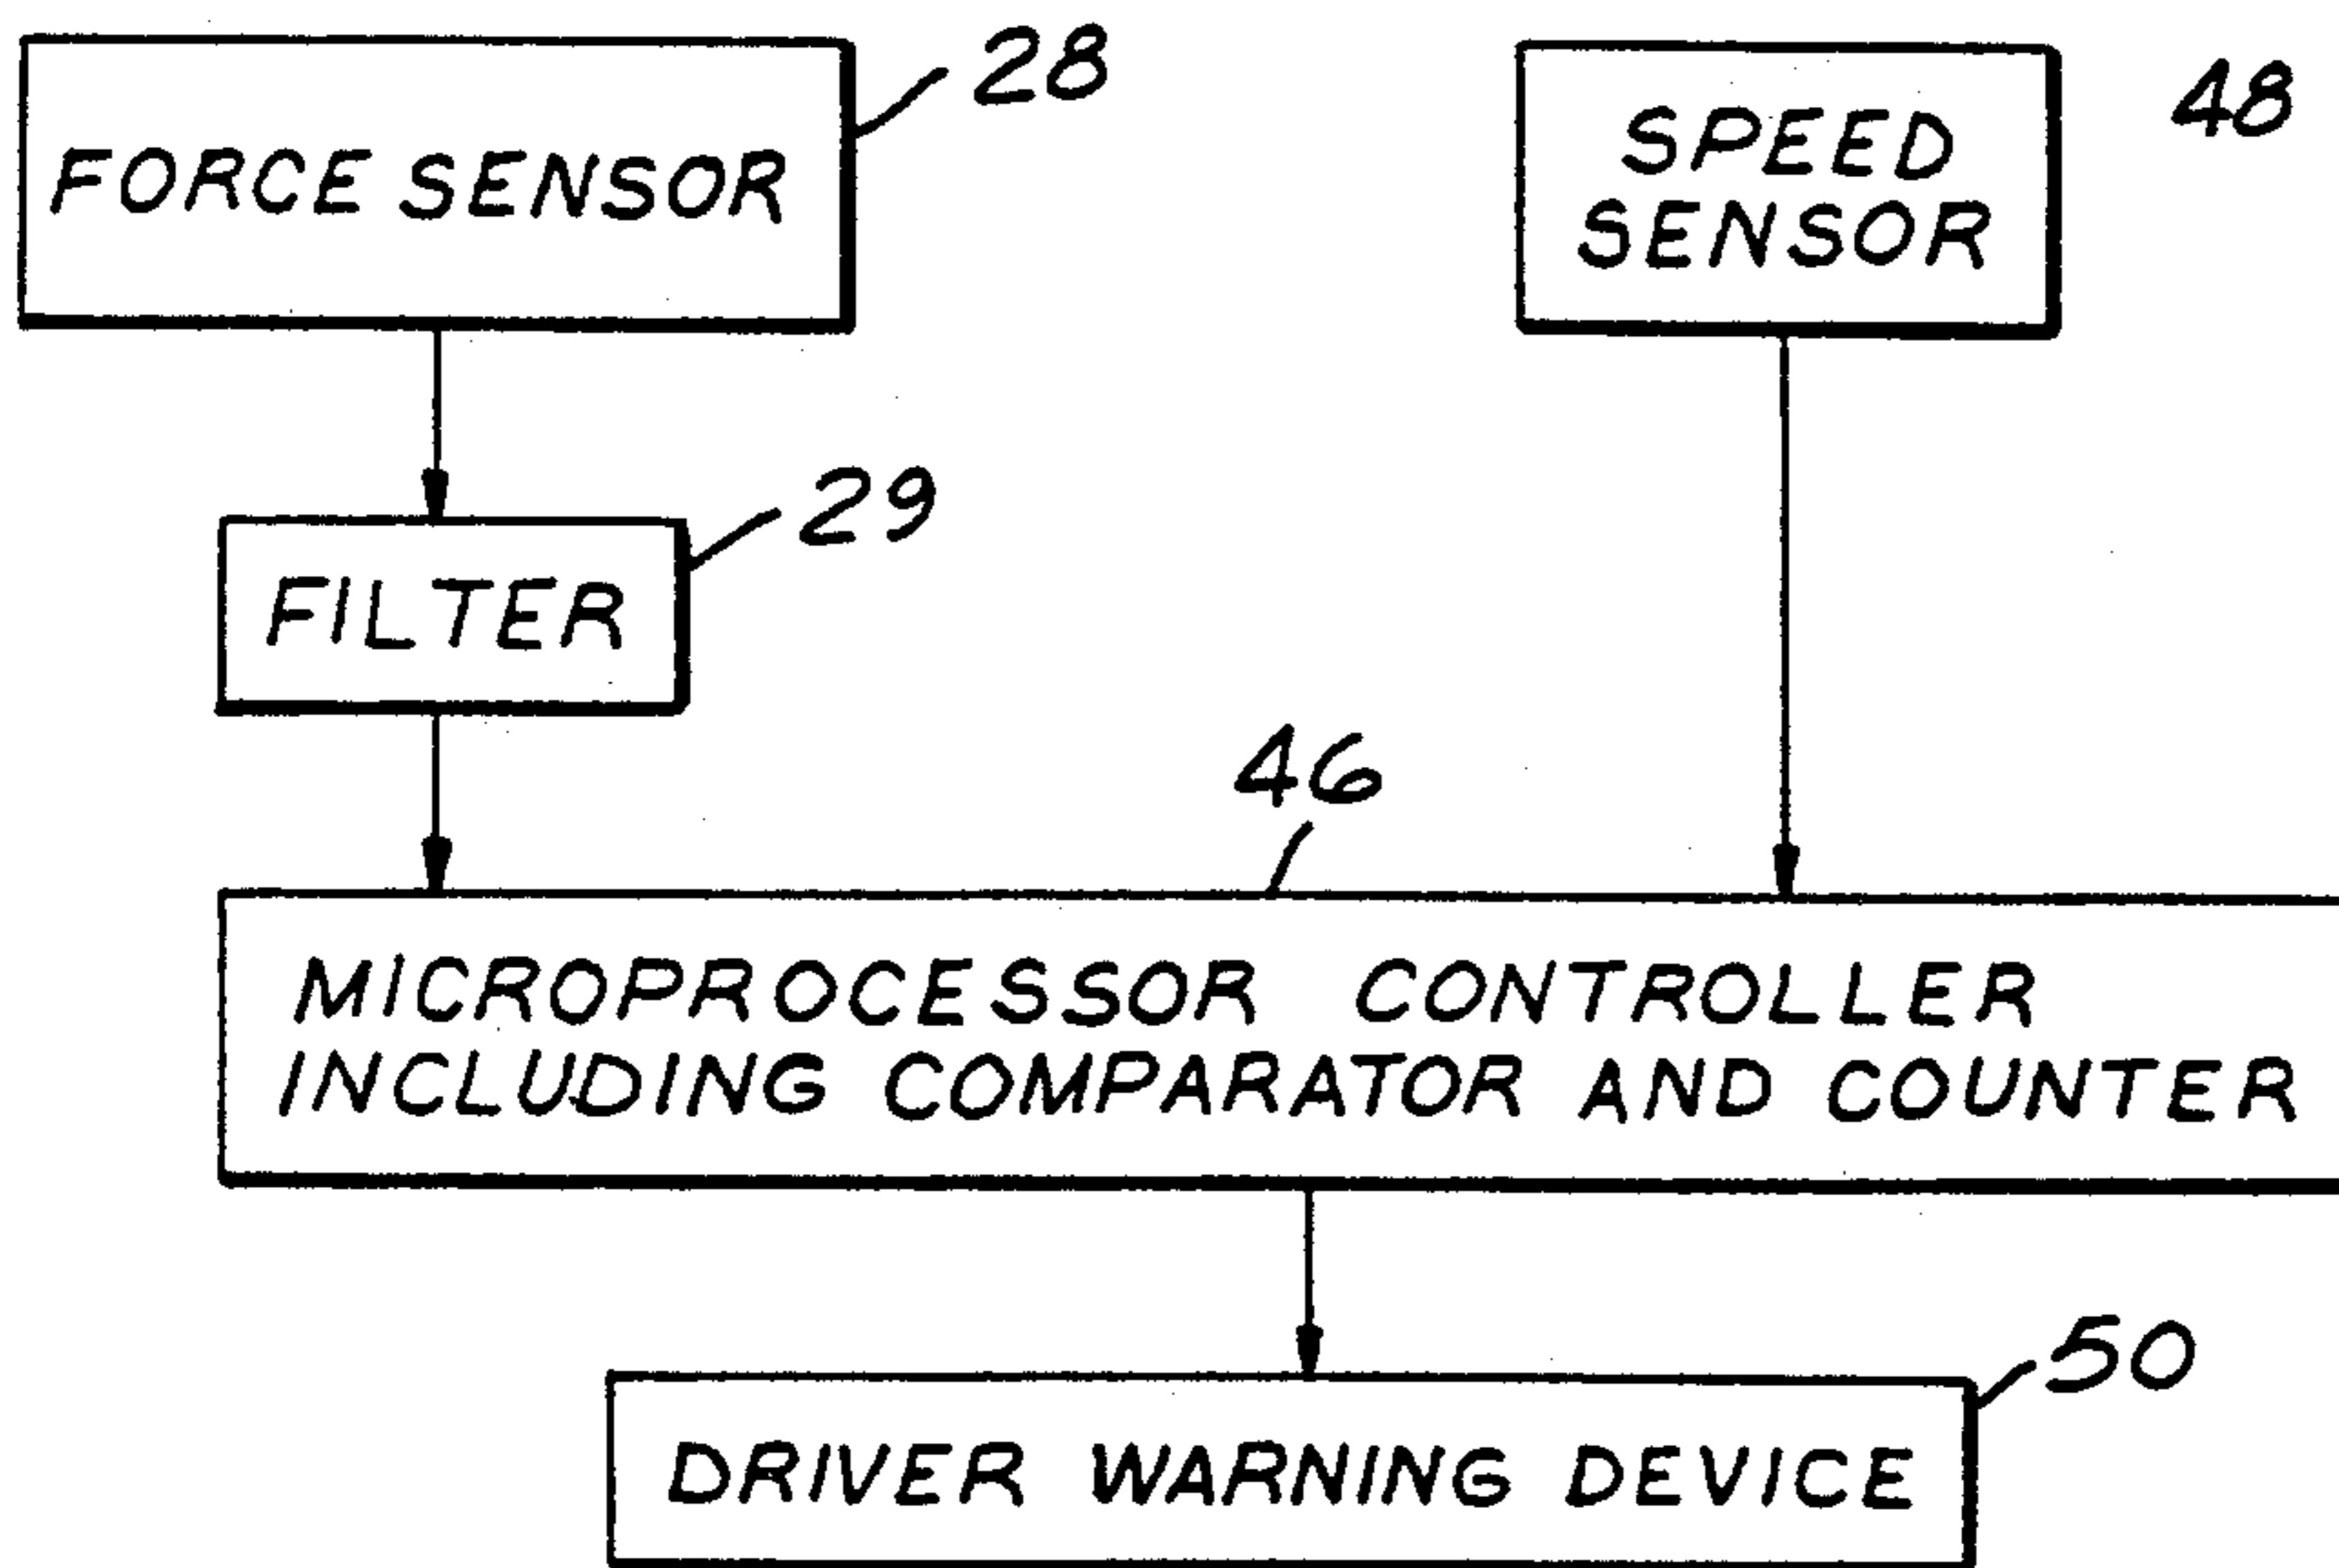 28
FORCE SENSOR
48
SPEED
SENSOR
29
FILTER
46
MICROPROCESSOR CONTROLLER
INCLUDING COMPARATOR AND COUNTER
50
DRIVER WARNING DEVICE